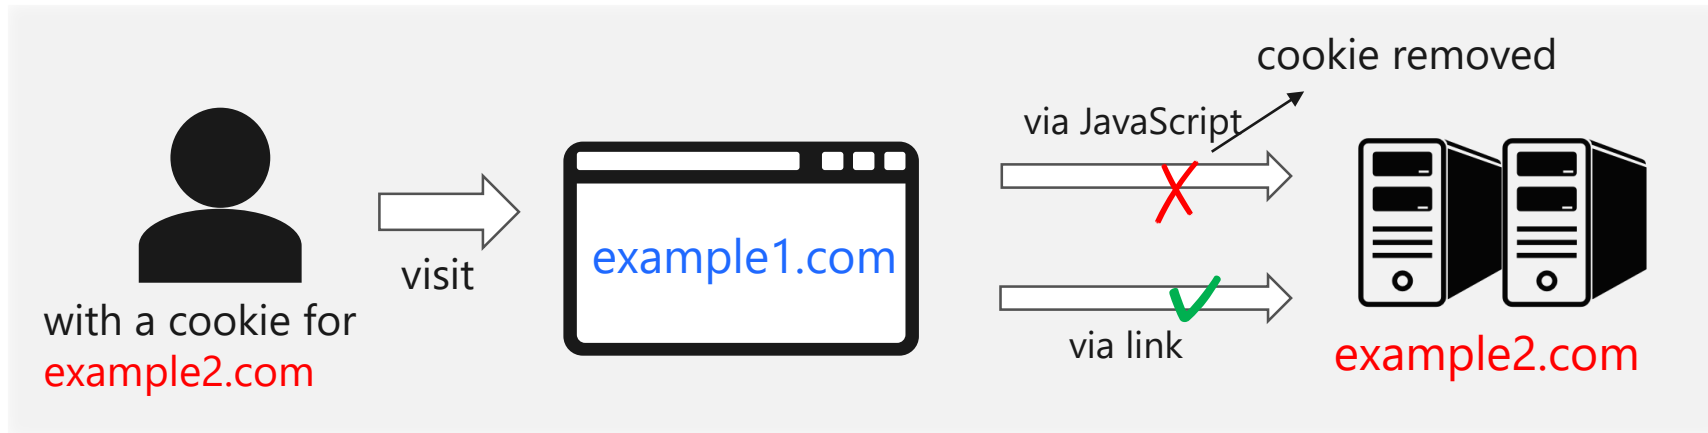 with a cookie for
example2.com
visit
example1.com
via JavaScript
cookie removed
via link
example2.com